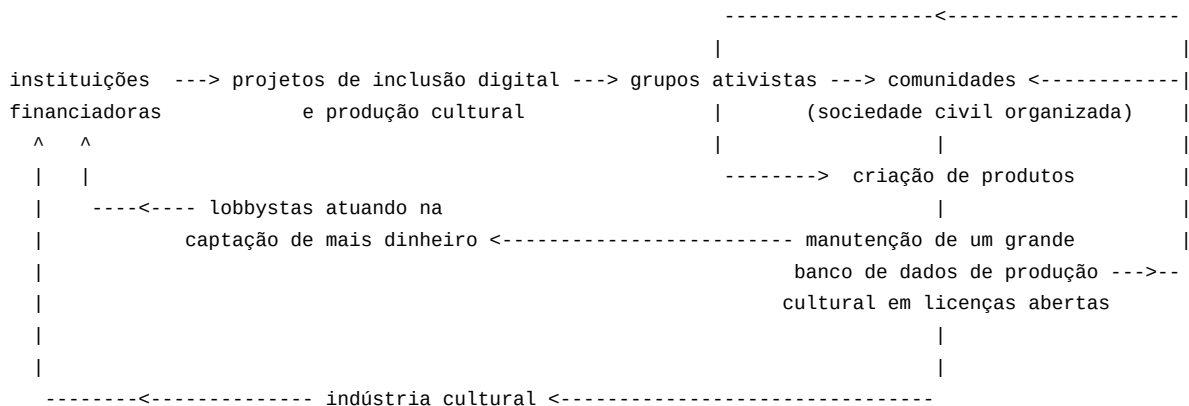 ------------------<--------------------
| |
instituições ---> projetos de inclusão digital ---> grupos ativistas ---> comunidades <------------|
financiadoras e produção cultural | (sociedade civil organizada) |
^ ^ | | |
| | --------> criação de produtos |
| ----<---- lobbystas atuando na | |
| captação de mais dinheiro <------------------------- manutenção de um grande |
| banco de dados de produção --->--
| cultural em licenças abertas
| |
| |
--------<-------------- indústria cultural <--------------------------------